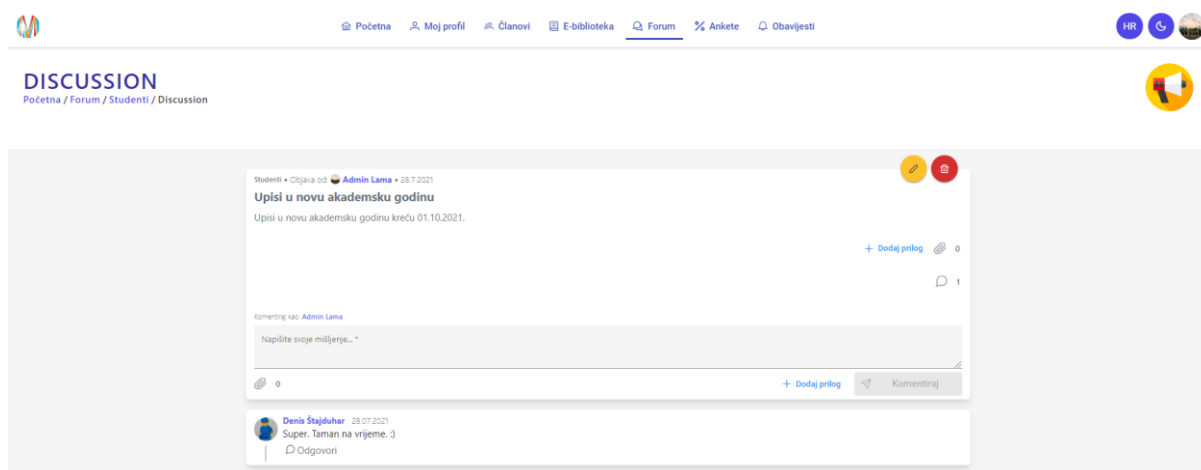 Početna Moj profil Članovi E-biblioteka Forum Ankete Obavijesti HR
DISCUSSION
Početna / Forum / Studenti / Discussion
Studenti • Objava od: Admin Lama • 28.7.2021
Upisi u novu akademsku godinu
Upisi u novu akademsku godinu kreću 01.10.2021.
+ Dodaj prilog 0
1
Komentiraj kao: Admin Lama
Napišite svoje mišljenje... *
0 + Dodaj prilog Komentiraj
Denis Štajduhar 28.07.2021
Super. Taman na vrijeme. :)
Odgovori